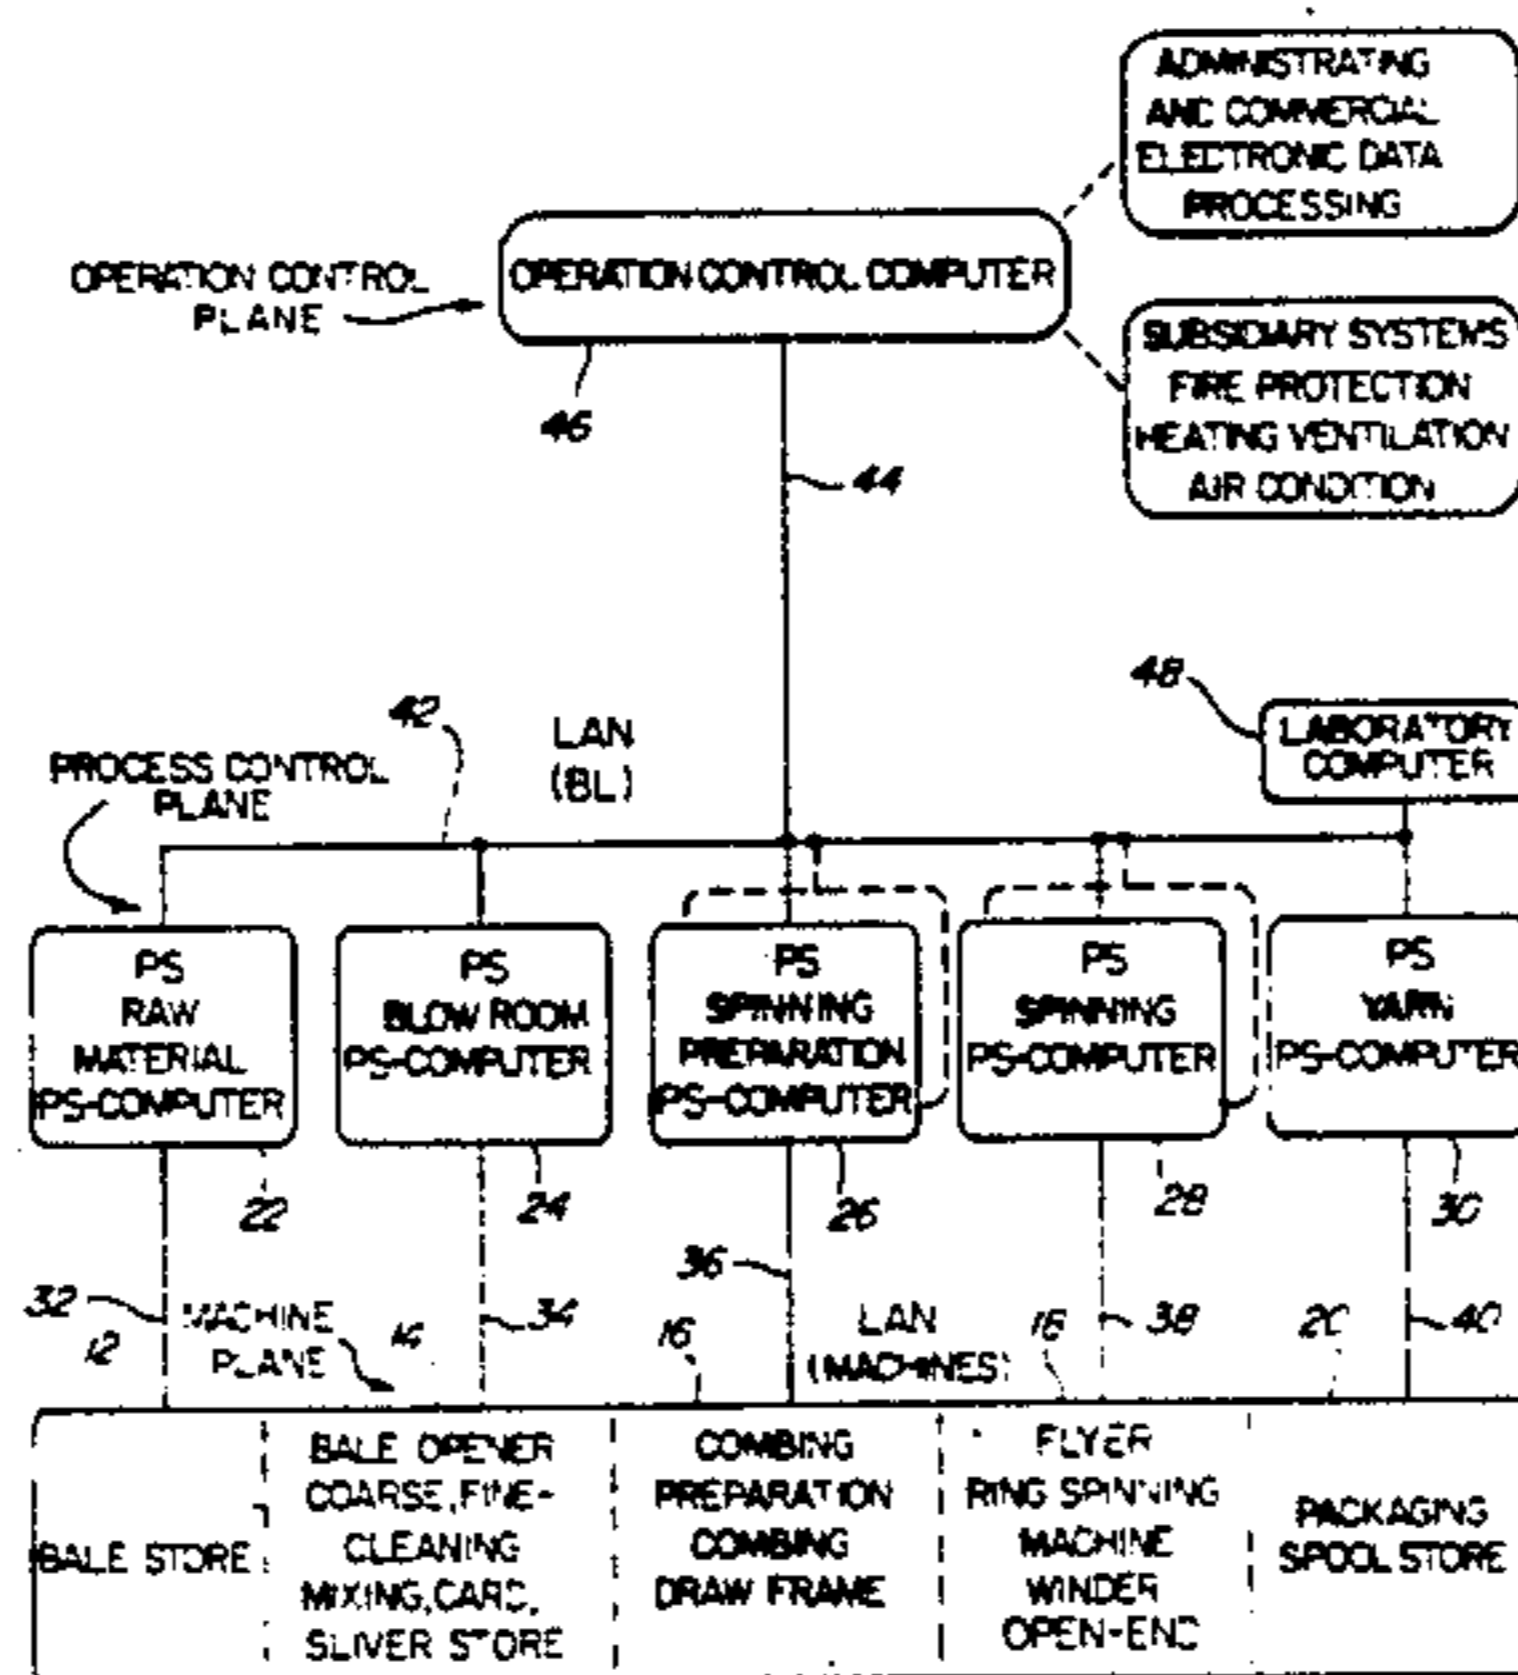 ADMINISTRATING
AND COMMERCIAL
ELECTRONIC DATA
PROCESSING
OPERATION CONTROL COMPUTER
OPERATION CONTROL
PLANE
SUBSIDIARY SYSTEMS
FIRE PROTECTION
HEATING VENTILATION
AIR CONDITION
46
44
48
LABORATORY
COMPUTER
42
LAN
(BL)
PROCESS CONTROL
PLANE
PS
RAW
MATERIAL
PS-COMPUTER
PS
BLOW ROOM
PS-COMPUTER
PS
SPINNING
PREPARATION
PS-COMPUTER
PS
SPINNING
PS-COMPUTER
PS
YARN
PS-COMPUTER
22
24
26
28
30
32
12
MACHINE
PLANE
14
34
36
16
LAN
(MACHINES)
38
20
40
BALE STORE
BALE OPENER
COARSE, FINE-
CLEANING
MIXING, CARD,
SLIVER STORE
COMBING
PREPARATION
COMBING
DRAW FRAME
FLYER
RING SPINNING
MACHINE
WINDER
OPEN-END
PACKAGING
SPOOL STORE